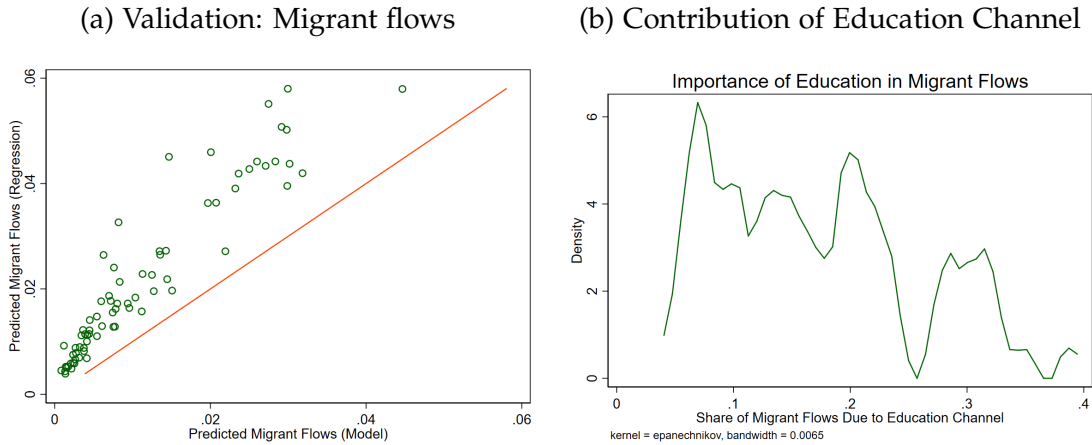 (a) Validation: Migrant flows
Predicted Migrant Flows (Regression)
0
.02
.04
.06
0
.02
.04
.06
Predicted Migrant Flows (Model)
(b) Contribution of Education Channel
Importance of Education in Migrant Flows
Density
0
2
4
6
0
.1
.2
.3
.4
Share of Migrant Flows Due to Education Channel
kernel = epanechnikov, bandwidth = 0.0065